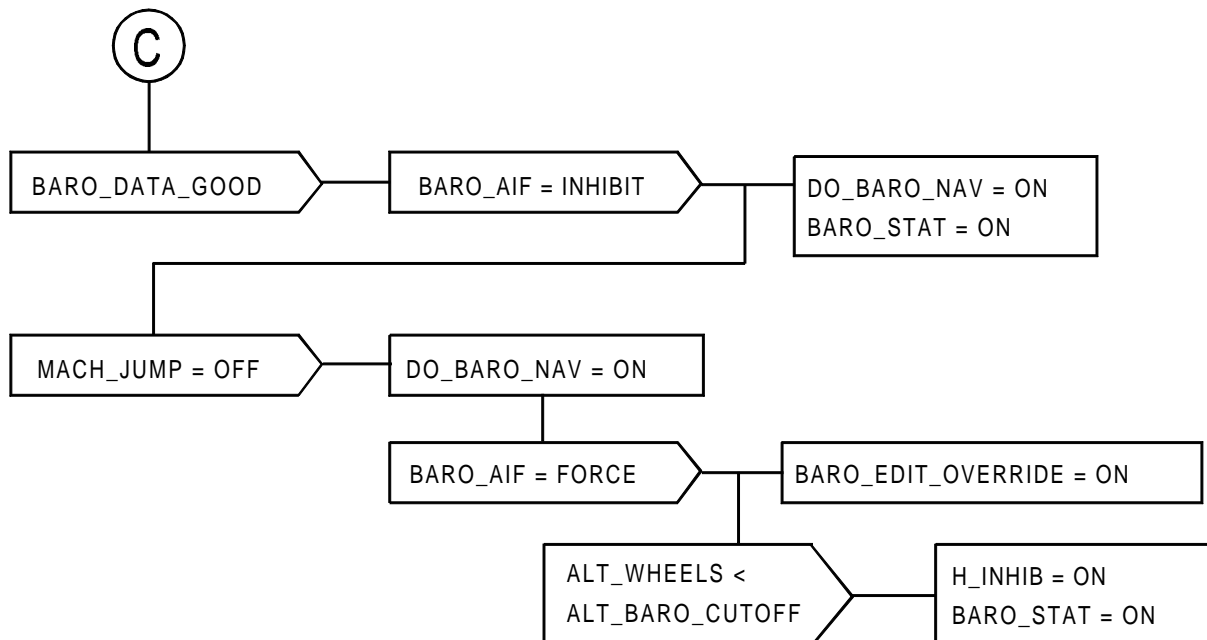 C
BARO_DATA_GOOD
BARO_AIF = INHIBIT
DO_BARO_NAV = ON
BARO_STAT = ON
MACH_JUMP = OFF
DO_BARO_NAV = ON
BARO_AIF = FORCE
BARO_EDIT_OVERRIDE = ON
ALT_WHEELS <
ALT_BARO_CUTOFF
H_INHIB = ON
BARO_STAT = ON